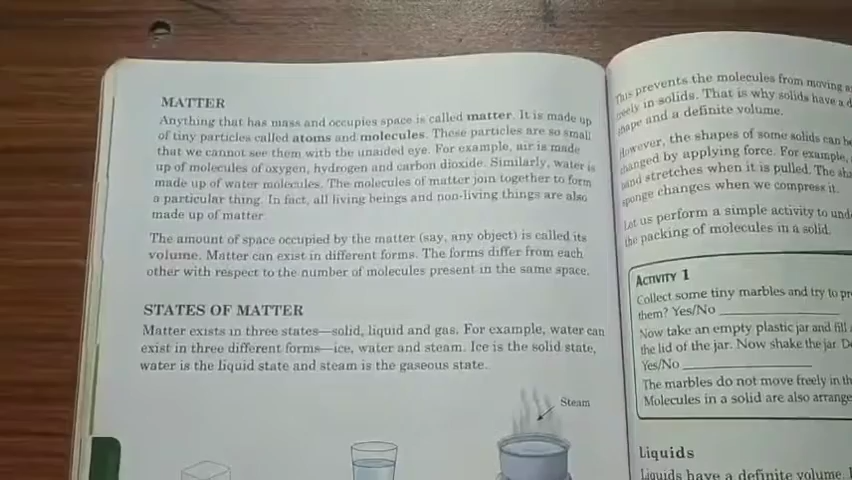 MATTER
Anything that has mass and occupies space is called matter. It is made up
of tiny particles called atoms and molecules. These particles are so small
that we cannot see them with the unaided eye. For example, air is made
up of molecules of oxygen, hydrogen and carbon dioxide. Similarly, water is
made up of water molecules. The molecules of matter join together to form
a particular thing. In fact, all living beings and non-living things are also
made up of matter
The amount of space occupied by the matter (say, any object) is called its
volume. Matter can exist in different forms. The forms differ from each
other with respect to the number of molecules present in the same space.
STATES OF MATTER
Matter exists in three states—solid, liquid and gas. For example, water can
exist in three different forms—ice, water and steam. Ice is the solid state,
water is the liquid state and steam is the gaseous state.
Steam
This prevents the molecules from moving
freely in solids. That is why solids have a
shape and a definite volume.
However, the shapes of some solids can
changed by applying force. For example,
band stretches when it is pulled. The
sponge changes when we compress it.
Let us perform a simple activity to
the packing of molecules in a solid.
ACTIVITY 1
Collect some tiny marbles and try to
them? Yes/No
Now take an empty plastic jar and fill
the lid of the jar. Now shake the jar.
Yes/No
The marbles do not move freely in
Molecules in a solid are also
Liquids
Liquids have a definite volume.